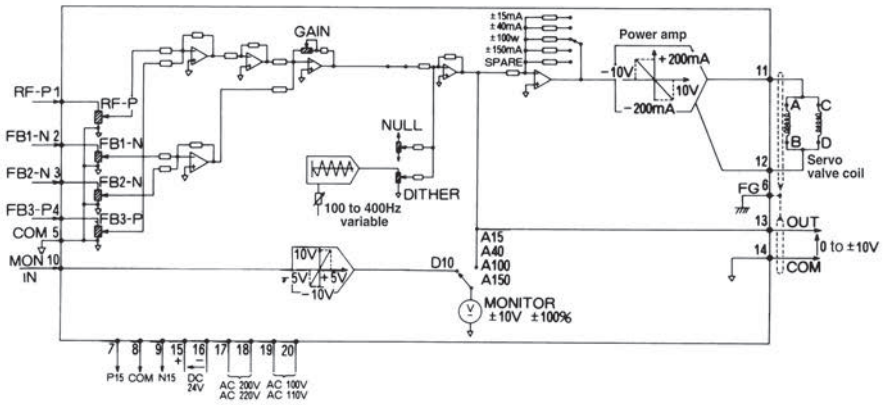 ±15mA
±40mA
±100w
±150mA
SPARE
GAIN
Power amp
+200mA
-10V
10V
-200mA
11
A
C
B
D
12
Servo
valve coil
FG 6
RF-P 1
RF-P
FB1-N 2
FB1-N
FB2-N 3
FB2-N
FB3-P4
FB3-P
COM 5
NULL
DITHER
100 to 400Hz
variable
13
OUT
0 to ±10V
14
COM
A15
A40
A100
A150
MON 10
IN
10V
-5V
+5V
-10V
D10
V
MONITOR
±10V ±100%
7
8
9
15
16
17
18
19
20
+
-
P15
COM
N15
DC
24V
AC 200V
AC 220V
AC 100V
AC 110V